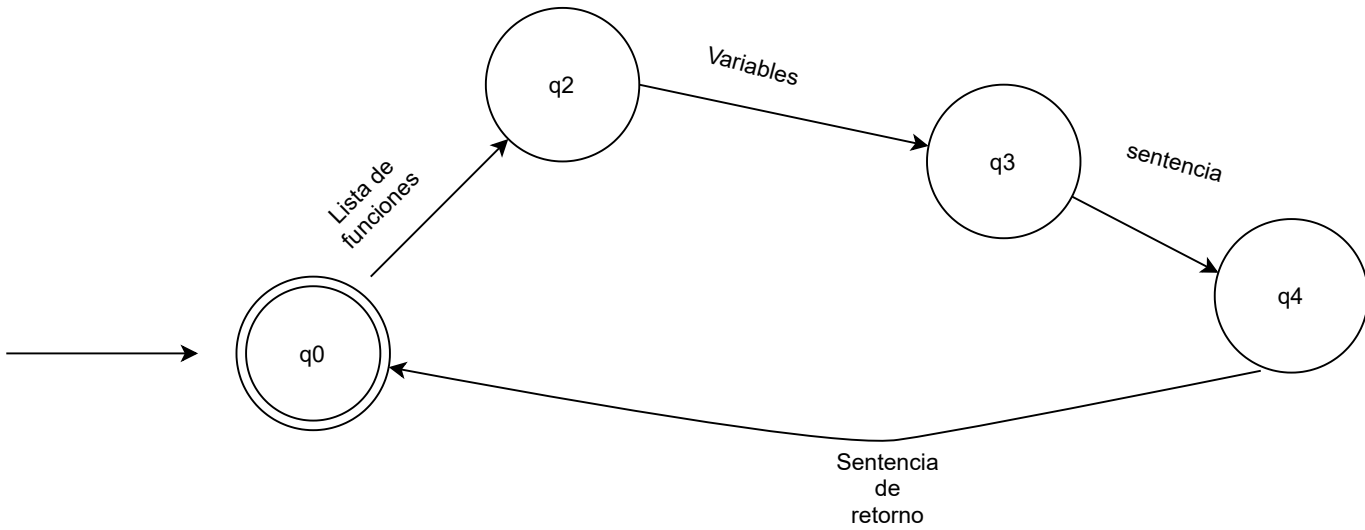 q2
Variables
q3
sentencia
Lista de
funciones
q4
q0
Sentencia
de
retorno